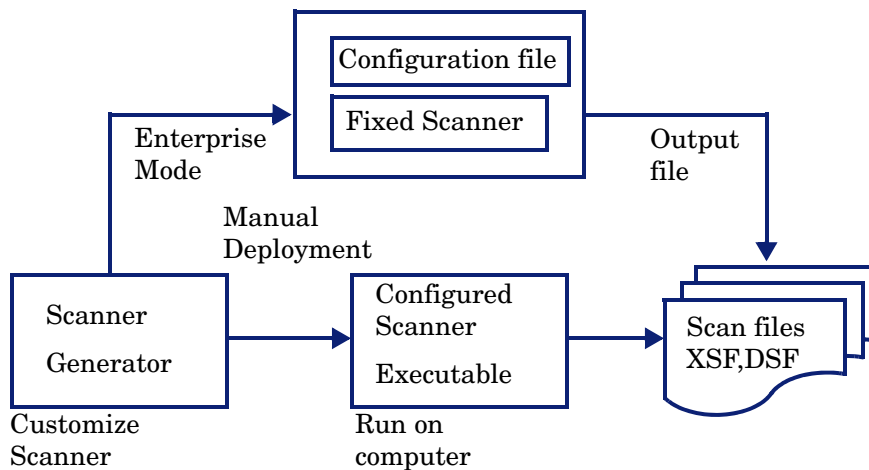 Configuration file
Fixed Scanner
Enterprise
Mode
Output
file
Manual
Deployment
Scanner
Generator
Configured
Scanner
Executable
Scan files
XSF,DSF
Customize
Scanner
Run on
computer